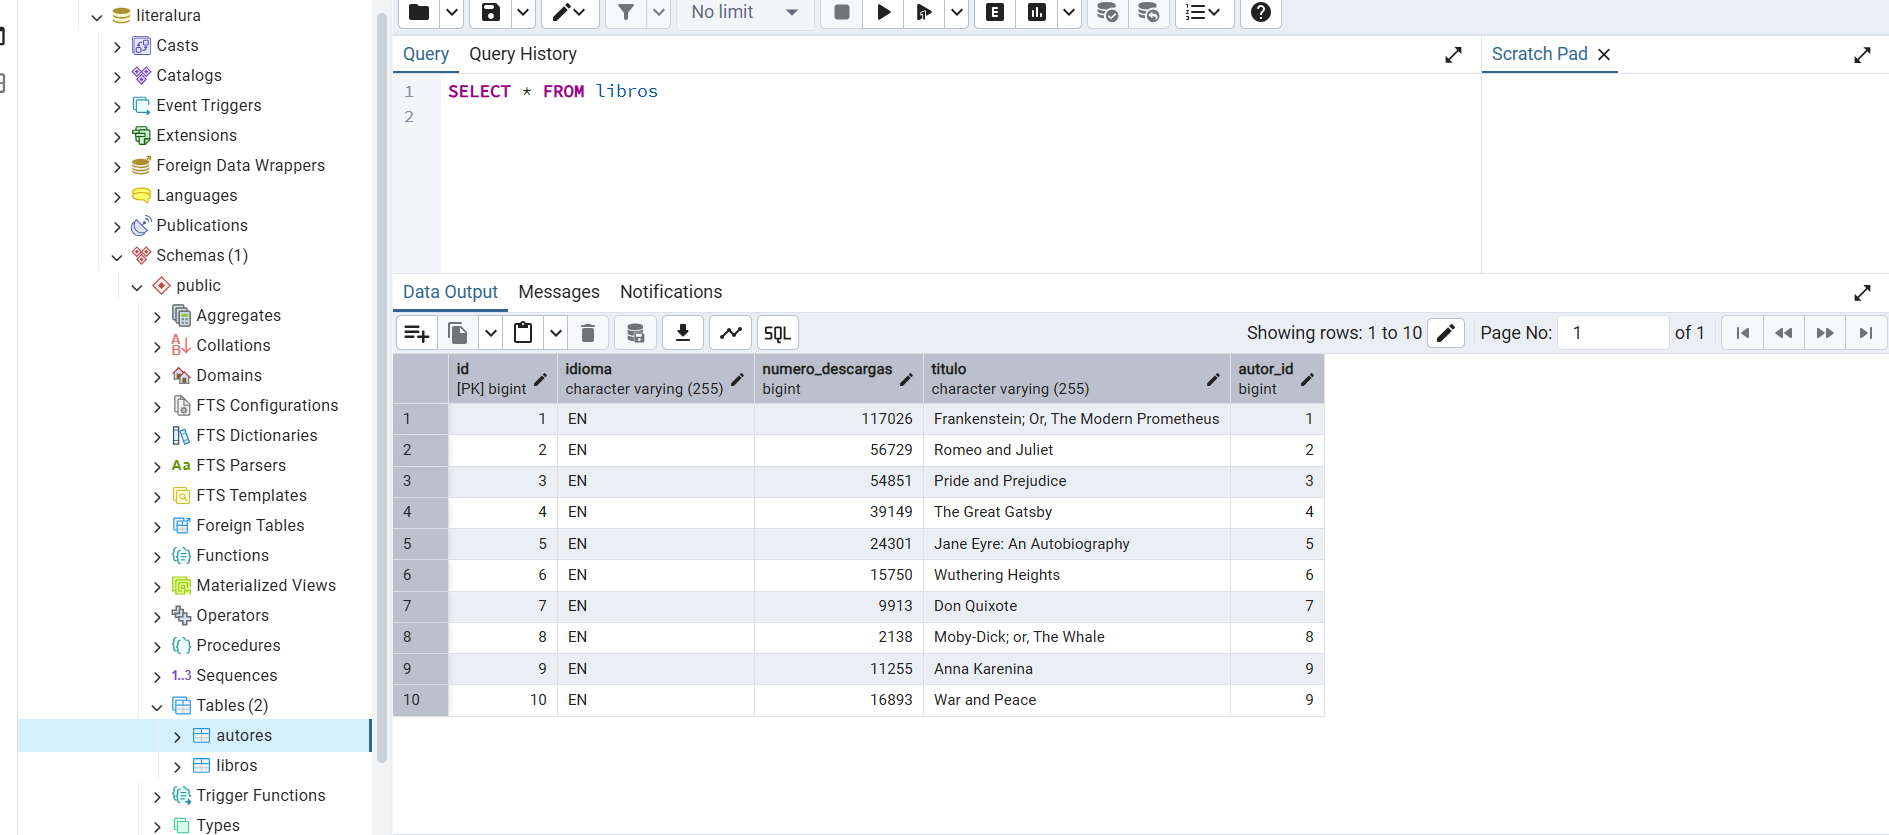 literalura
Casts
Catalogs
Event Triggers
Extensions
Foreign Data Wrappers
Languages
Publications
Schemas (1)
public
Aggregates
Collations
Domains
FTS Configurations
FTS Dictionaries
Aa FTS Parsers
FTS Templates
Foreign Tables
Functions
Materialized Views
Operators
Procedures
1..3 Sequences
Tables (2)
autores
libros
Trigger Functions
Types
No limit
E
Query Query History
Scratch Pad
1 SELECT * FROM libros
2
Data Output Messages Notifications
SQL
Showing rows: 1 to 10 Page No: 1 of 1
id idioma numero_descargas titulo autor_id
[PK] bigint character varying (255) bigint character varying (255) bigint
1 1 EN 117026 Frankenstein; Or, The Modern Prometheus 1
2 2 EN 56729 Romeo and Juliet 2
3 3 EN 54851 Pride and Prejudice 3
4 4 EN 39149 The Great Gatsby 4
5 5 EN 24301 Jane Eyre: An Autobiography 5
6 6 EN 15750 Wuthering Heights 6
7 7 EN 9913 Don Quixote 7
8 8 EN 2138 Moby-Dick; or, The Whale 8
9 9 EN 11255 Anna Karenina 9
10 10 EN 16893 War and Peace 9